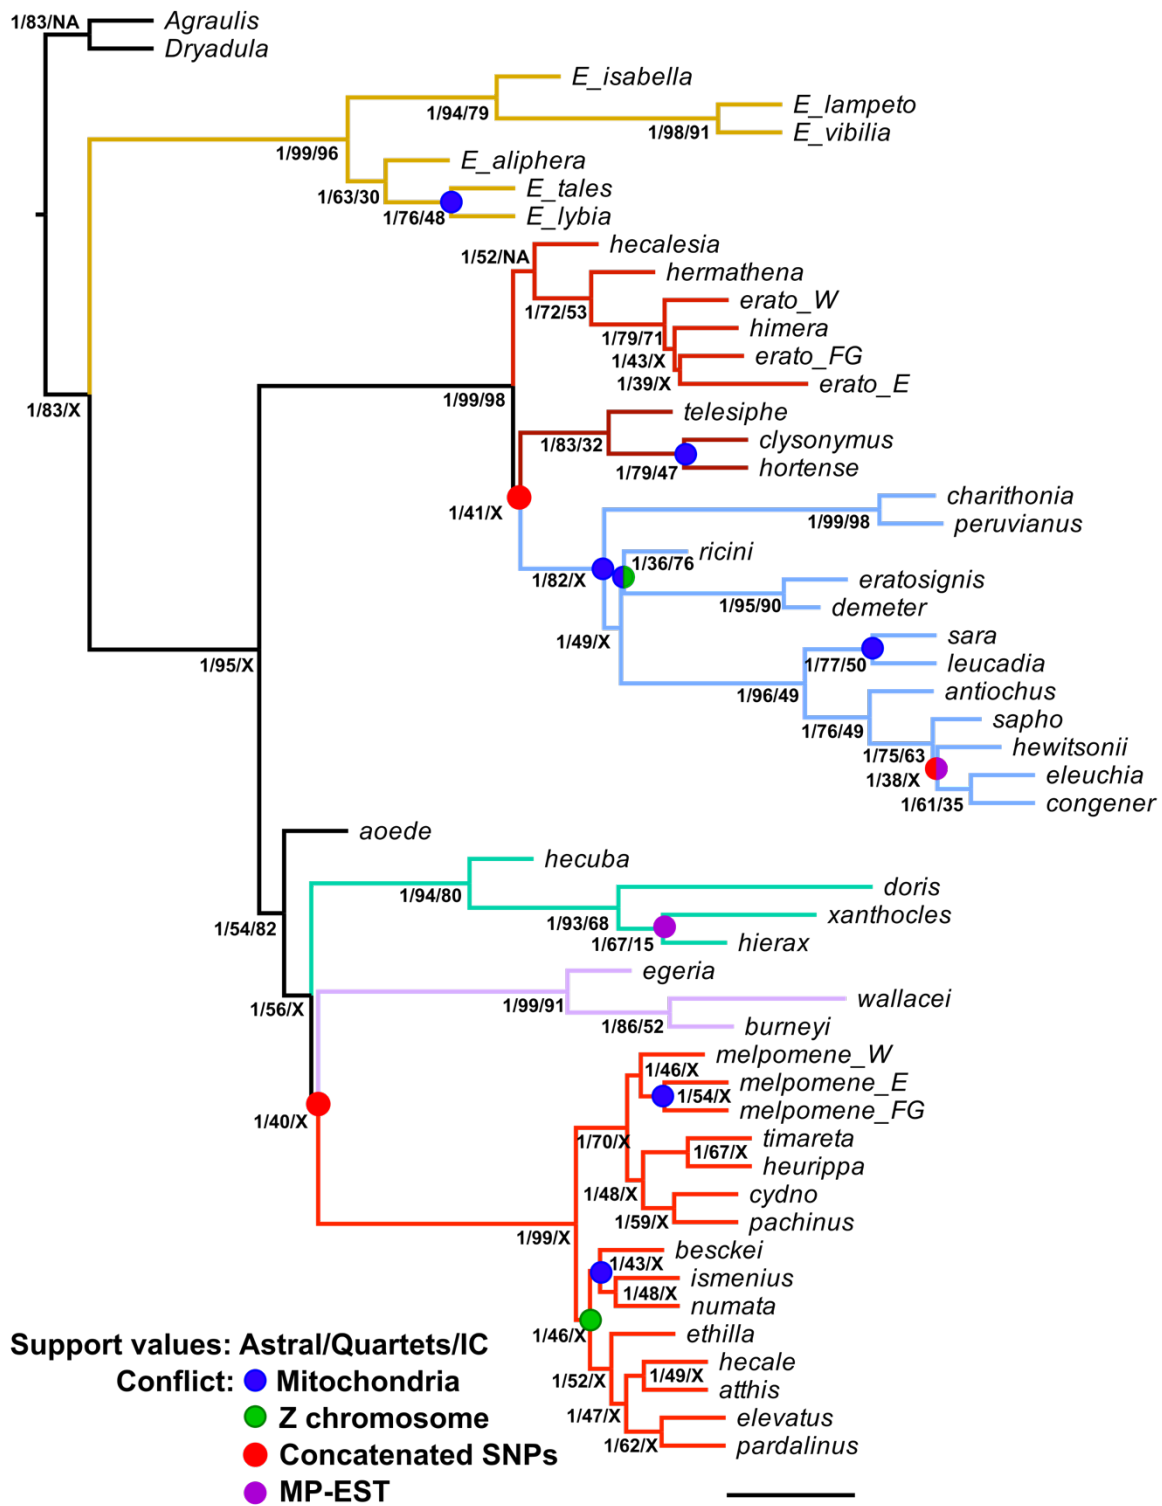 1/83/NA
Agraulis
Dryadula
E_isabella
1/94/79
E_lampeto
1/98/91
E_vibilia
1/99/96
E_aliphera
1/63/30
E_tales
1/76/48
E_lybia
hecalesia
1/52/NA
hermathena
1/72/53
erato_W
himera
1/79/71
erato_FG
1/43/X
1/39/X
erato_E
1/83/X
1/99/98
telesiphe
1/83/32
clysonymus
1/79/47
hortense
charithonia
1/41/X
1/99/98
peruvianus
ricini
1/36/76
1/82/X
eratosignis
1/95/90
demeter
1/49/X
sara
1/95/X
1/77/50
leucadia
1/96/49
antiochus
1/76/49
sapho
1/75/63
hewitsonii
1/38/X
eleuchia
1/61/35
congener
aoede
hecuba
1/94/80
doris
1/93/68
xanthocles
1/54/82
1/67/15
hierax
egeria
1/56/X
1/99/91
wallacei
1/86/52
burneyi
melpomene_W
1/46/X
melpomene_E
1/54/X
melpomene_FG
1/40/X
1/70/X
timareta
1/67/X
heurippa
1/48/X
cydno
1/59/X
pachinus
1/99/X
besckei
1/43/X
ismenius
1/48/X
numata
1/46/X
ethilla
Support values: Astral/Quartets/IC
hecale
1/49/X
Conflict:
Mitochondria
1/52/X
atthis
Z chromosome
1/47/X
elevatus
1/62/X
pardalinus
Concatenated SNPs
MP-EST